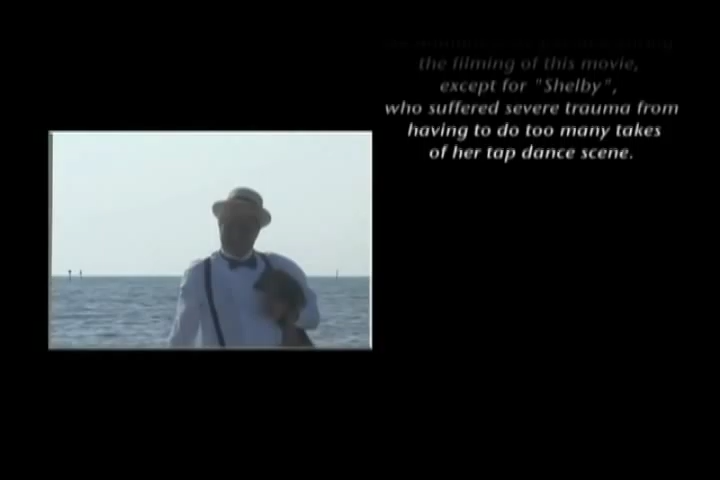 the filming of this movie,
except for "Shelby",
who suffered severe trauma from
having to do too many takes
of her tap dance scene.